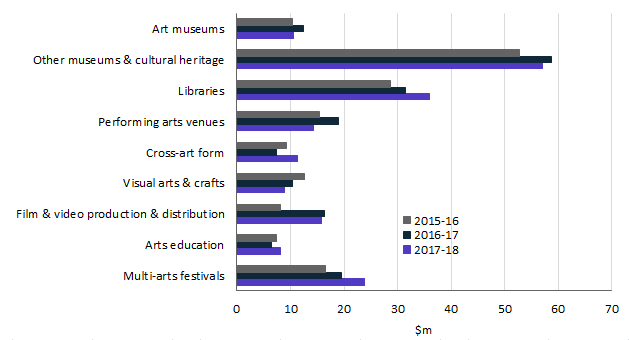 Art museums
Other museums & cultural heritage
Libraries
Performing arts venues
Cross-art form
Visual arts & crafts
Film & video production & distribution
Arts education
Multi-arts festivals
2015-16
2016-17
2017-18
0 10 20 30 40 50 60 70
$m